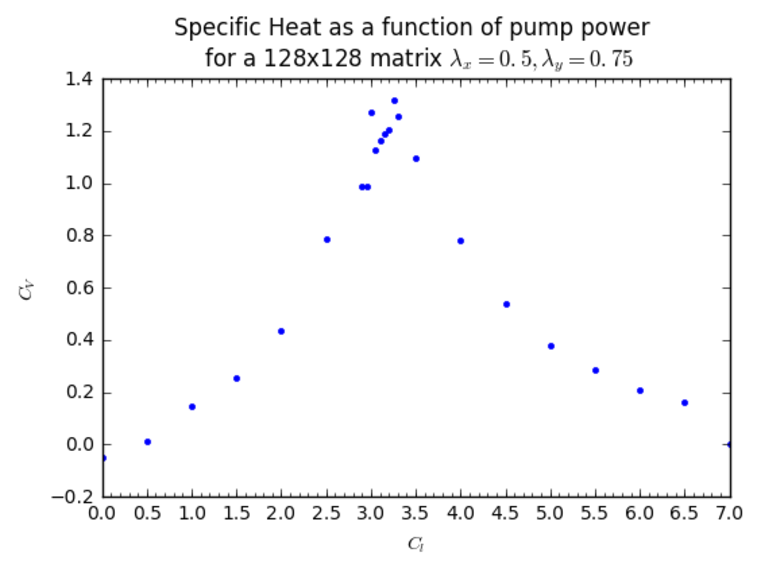 Specific Heat as a function of pump power
for a 128x128 matrix λx = 0.5, λy = 0.75
1.4
1.2
1.0
0.8
0.6
0.4
0.2
0.0
−0.2
CV
0.0 0.5 1.0 1.5 2.0 2.5 3.0 3.5 4.0 4.5 5.0 5.5 6.0 6.5 7.0
CI